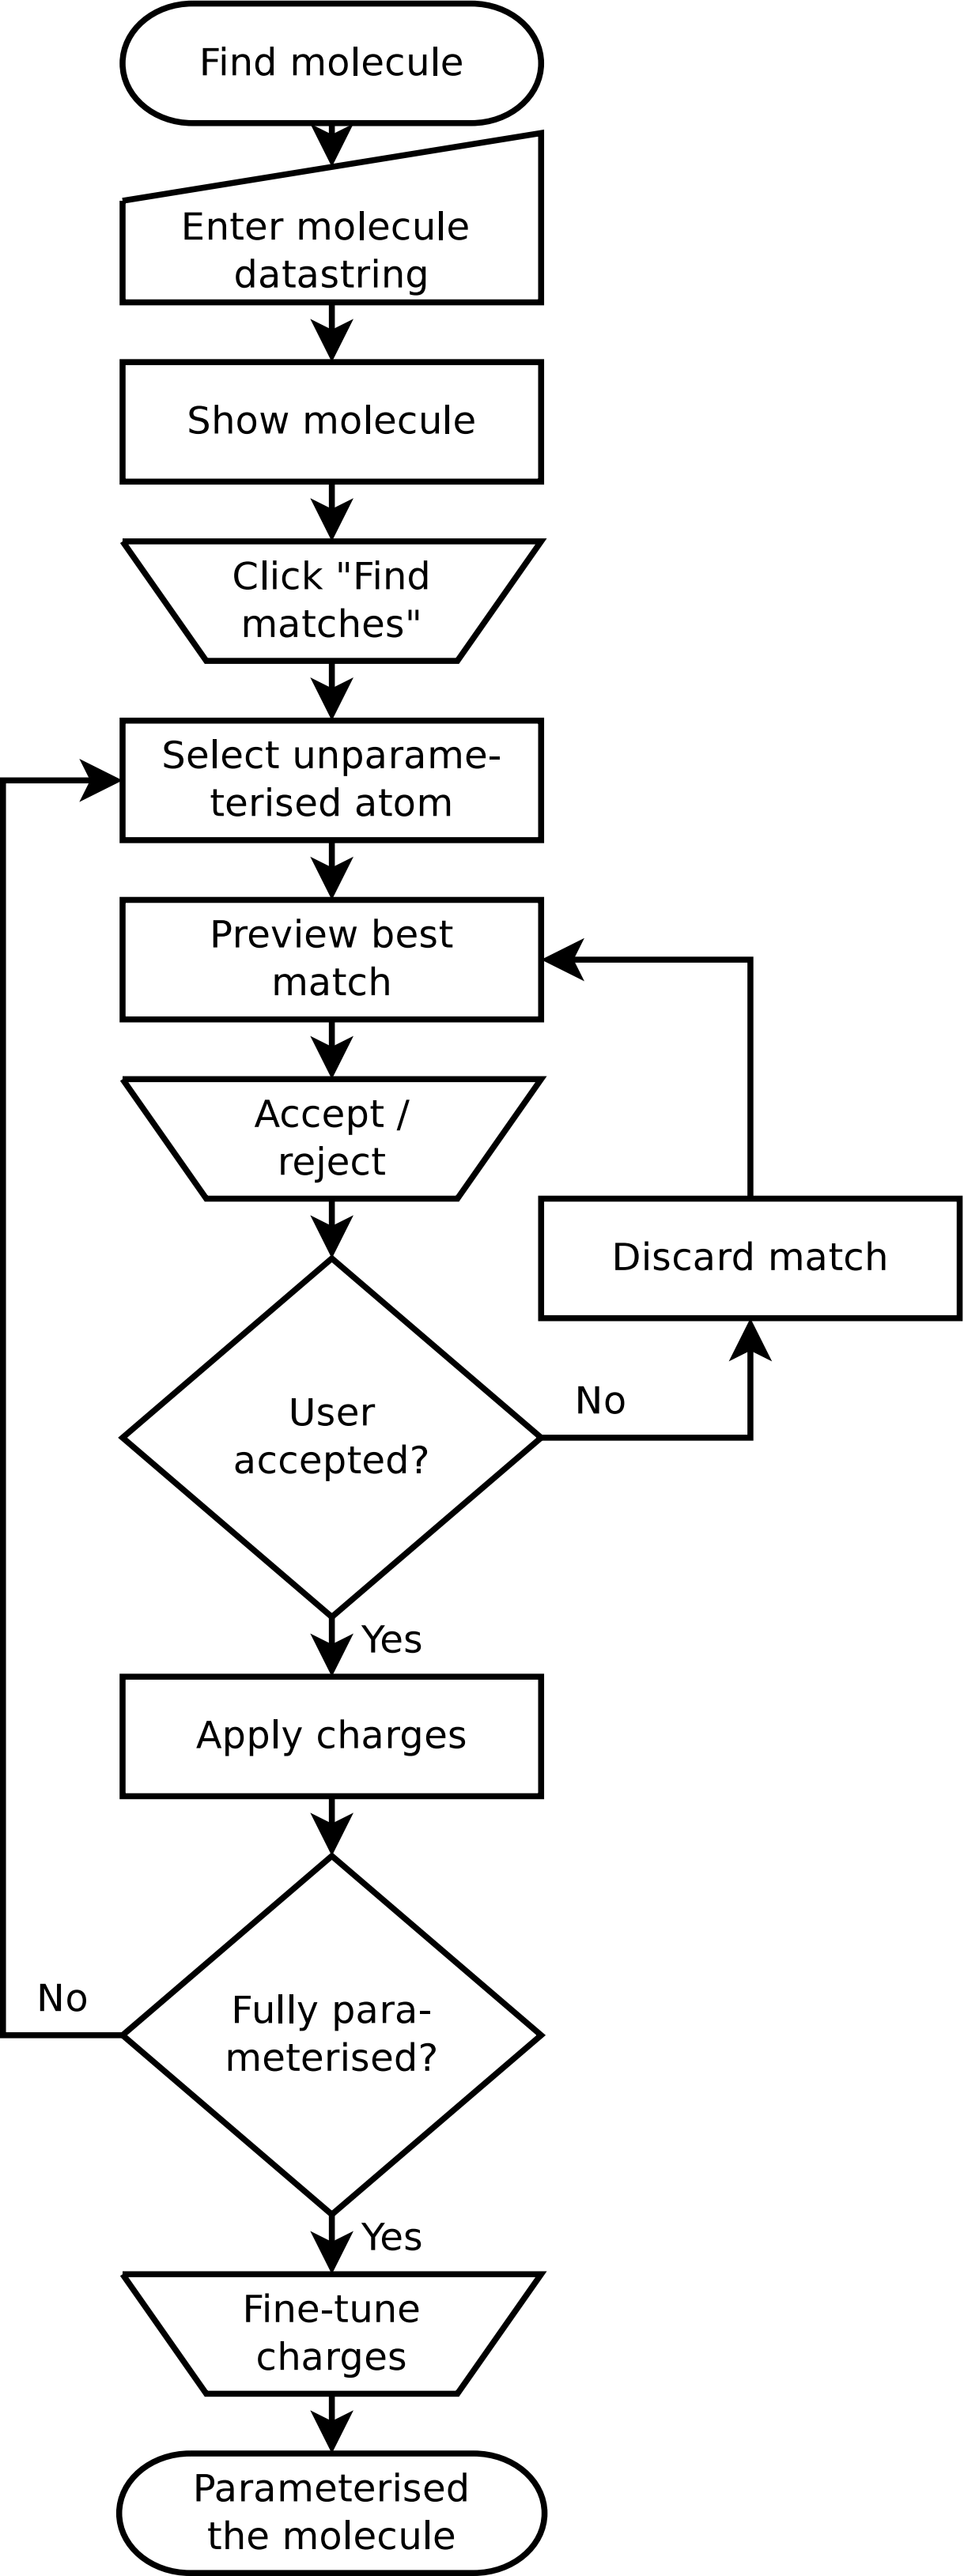 Find molecule
Enter molecule
datastring
Show molecule
Click "Find
matches"
Select unparame-
terised atom
Preview best
match
Accept /
reject
Discard match
User
accepted?
No
Yes
Apply charges
Fully para-
meterised?
No
Yes
Fine-tune
charges
Parameterised
the molecule